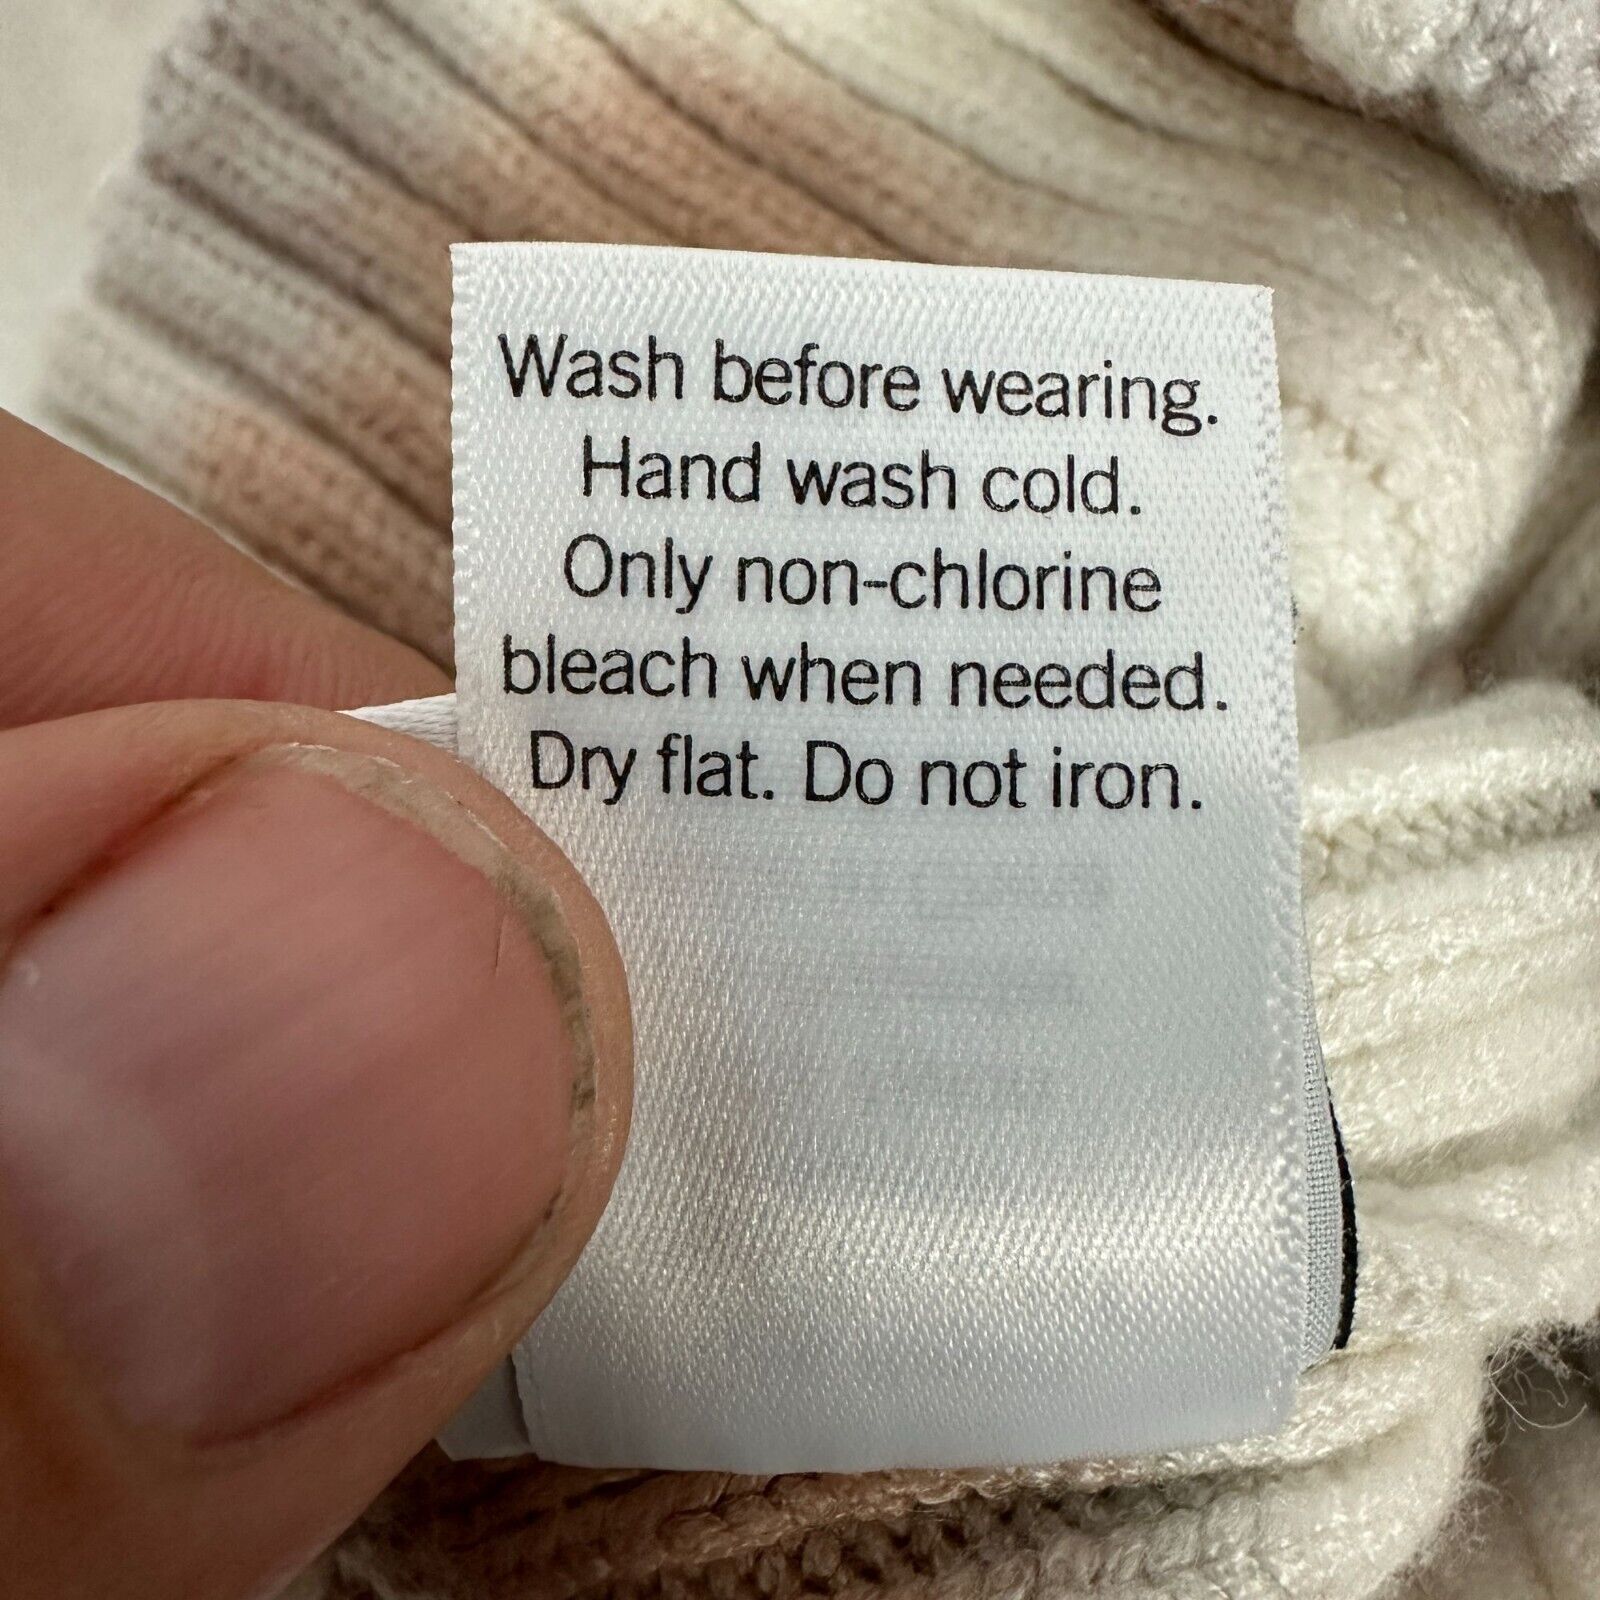 Wash before wearing.
Hand wash cold.
Only non-chlorine
bleach when needed.
Dry flat. Do not iron.